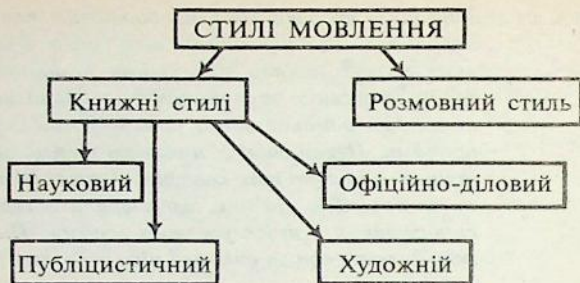 СТИЛІ МОВЛЕННЯ
Книжні стилі
Розмовний стиль
Науковий
Офіційно-діловий
Публіцистичний
Художній